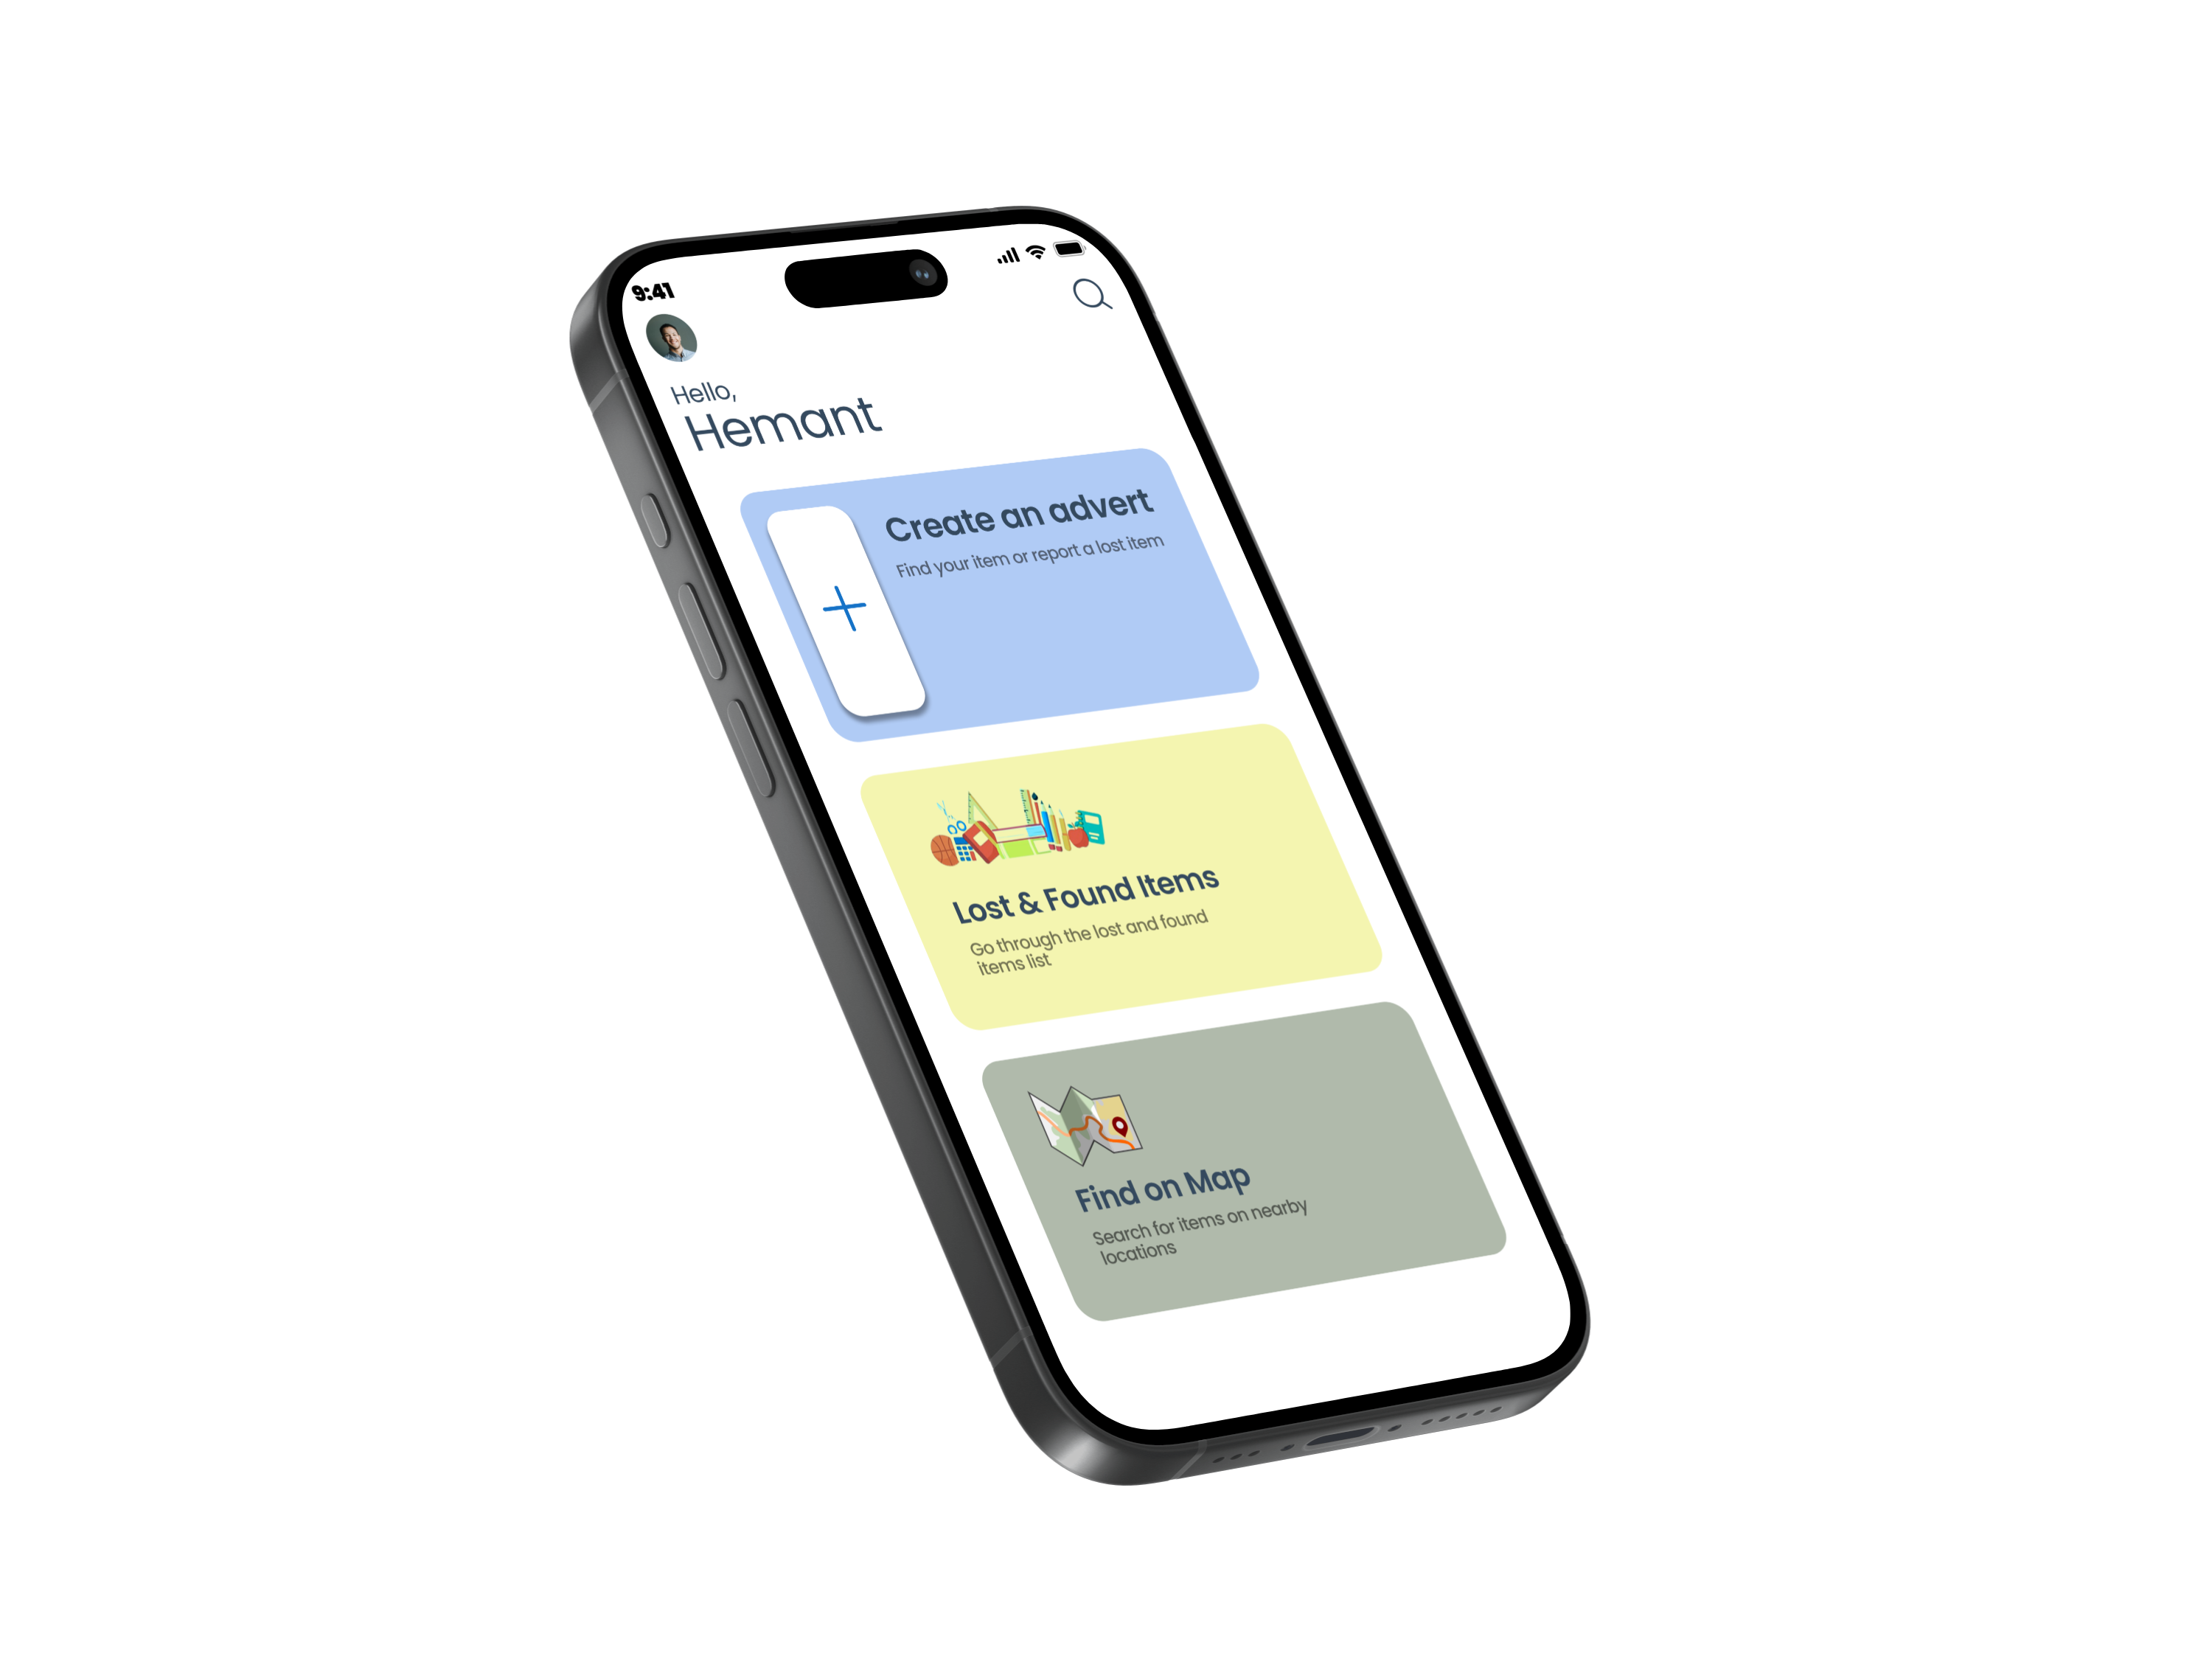 9:41
Hello,
Hemant
Create an advert
Find your item or report a lost item
Lost & Found Items
Go through the lost and found
items list
Find on Map
Search for items on nearby
locations